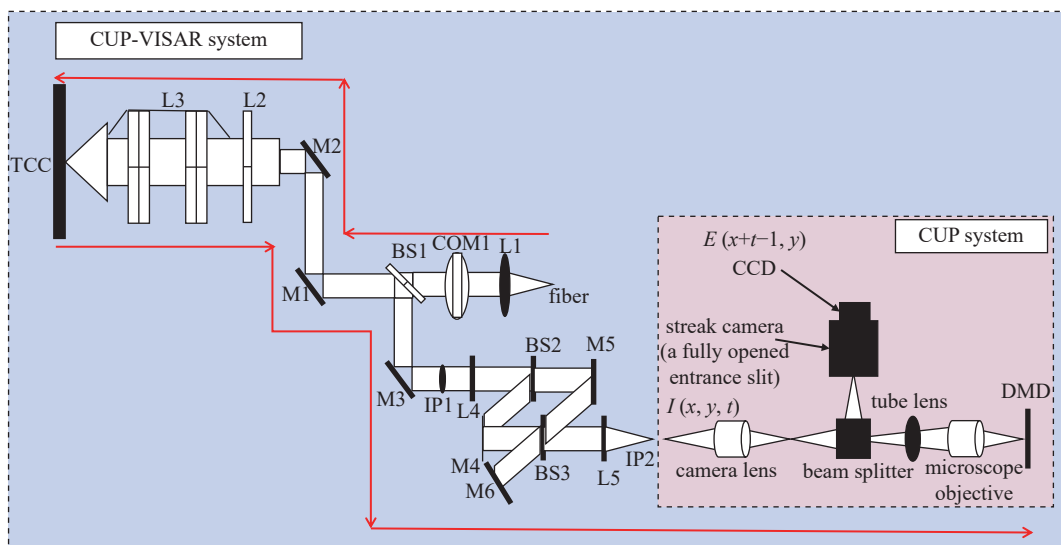 CUP-VISAR system
L3
L2
M2
TCC
BS1
COM1
L1
M1
fiber
E (x+t−1, y)
CUP system
CCD
streak camera
(a fully opened
entrance slit)
BS2
M5
M3
IP1
L4
I (x, y, t)
DMD
tube lens
M4
M6
BS3
L5
IP2
camera lens
beam splitter
microscope
objective